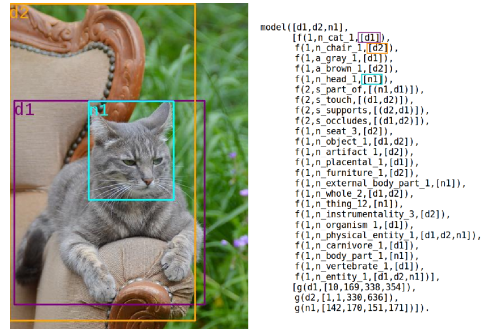 d2
d1
n1
model([d1,d2,n1],
[f(1,n_cat_1,[d1]),
f(1,n_chair_1,[d2]),
f(1,a_gray_1,[d1]),
f(1,a_brown_1,[d2]),
f(1,n_head_1,[n1]),
f(2,s_part_of,[(n1,d1)]),
f(2,s_touch,[(d1,d2)]),
f(2,s_supports,[(d2,d1)]),
f(2,s_occludes,[(d1,d2)]),
f(1,n_seat_3,[d2]),
f(1,n_object_1,[d1,d2]),
f(1,n_artifact_1,[d2]),
f(1,n_placental_1,[d1]),
f(1,n_furniture_1,[d2]),
f(1,n_external_body_part_1,[n1]),
f(1,n_whole_2,[d1,d2]),
f(1,n_thing_12,[n1]),
f(1,n_instrumentality_3,[d2]),
f(1,n_organism_1,[d1]),
f(1,n_physical_entity_1,[d1,d2,n1]),
f(1,n_carnivore_1,[d1]),
f(1,n_body_part_1,[n1]),
f(1,n_vertebrate_1,[d1]),
f(1,n_entity_1,[d1,d2,n1])],
[g(d1,[10,169,338,354]),
g(d2,[1,1,330,636]),
g(n1,[142,170,151,171])]).